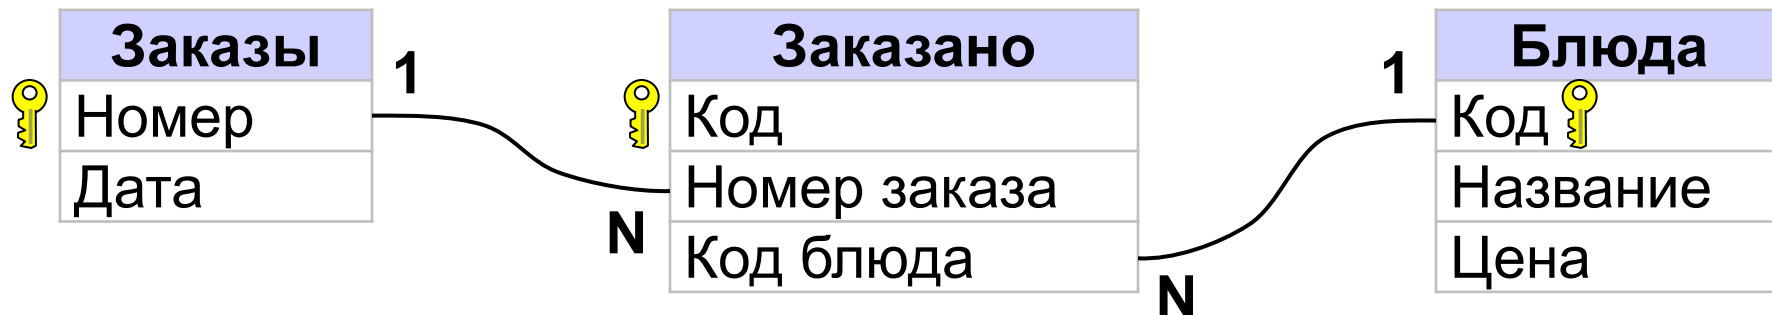 Заказы
Номер
Дата
1
N
Заказано
Код
Номер заказа
Код блюда
N
1
Блюда
Код
Название
Цена